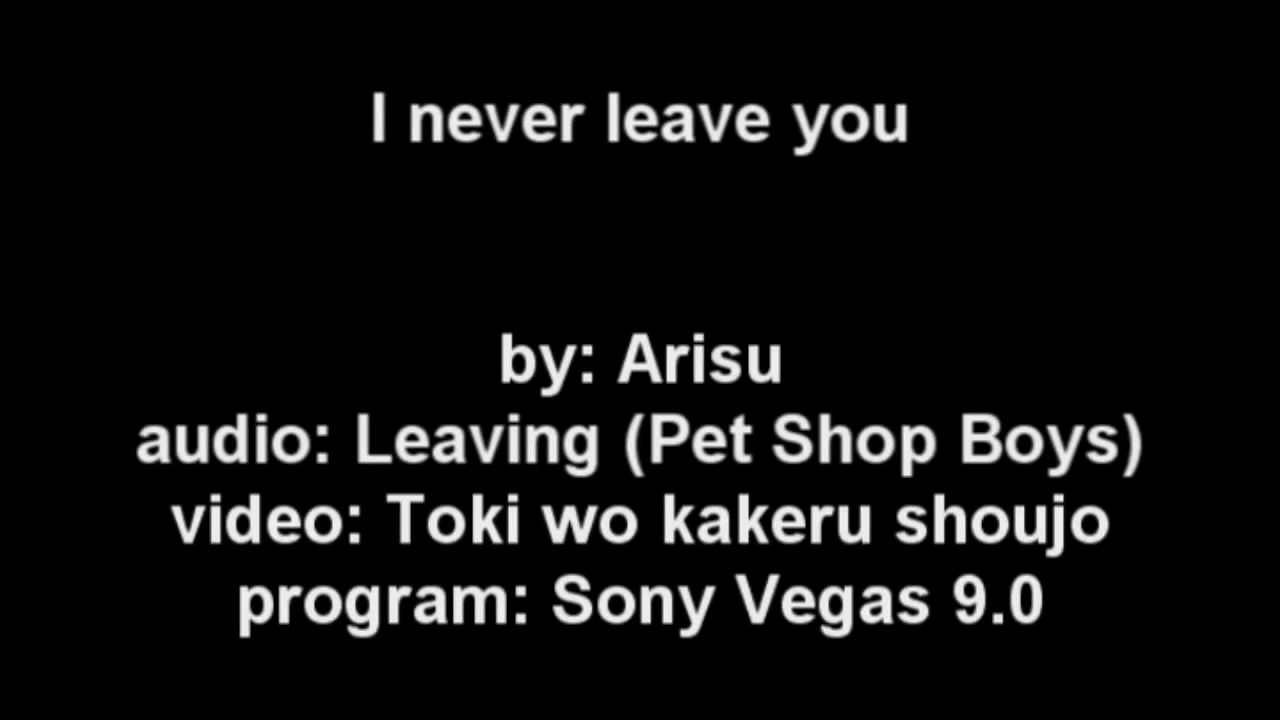 I never leave you
by: Arisu
audio: Leaving (Pet Shop Boys)
video: Toki wo kakeru shoujo
program: Sony Vegas 9.0